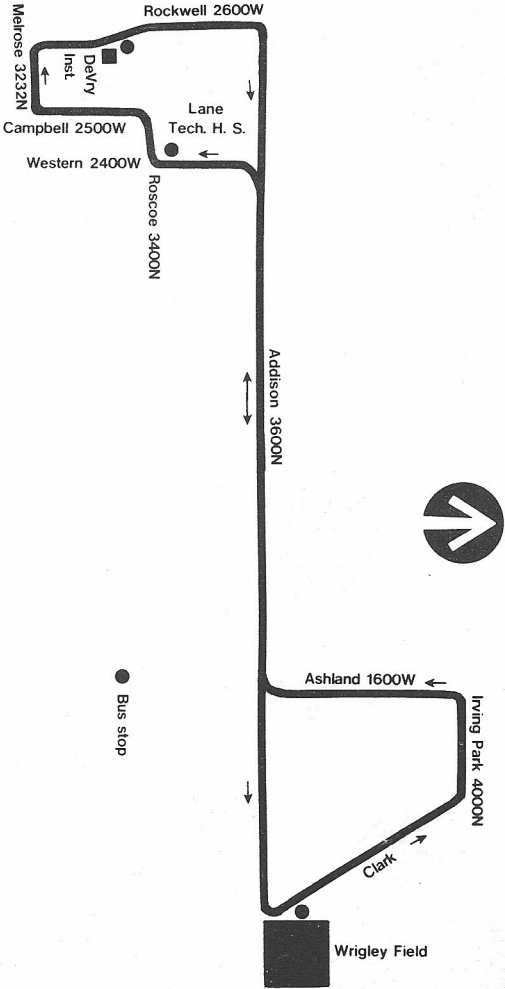 Rockwell 2600W
Melrose 3232N
DeVry
Inst.
Lane
Tech. H. S.
Campbell 2500W
Western 2400W
Roscoe 3400N
Addison 3600N
Ashland 1600W
Irving Park 4000N
Bus stop
Clark
Wrigley Field